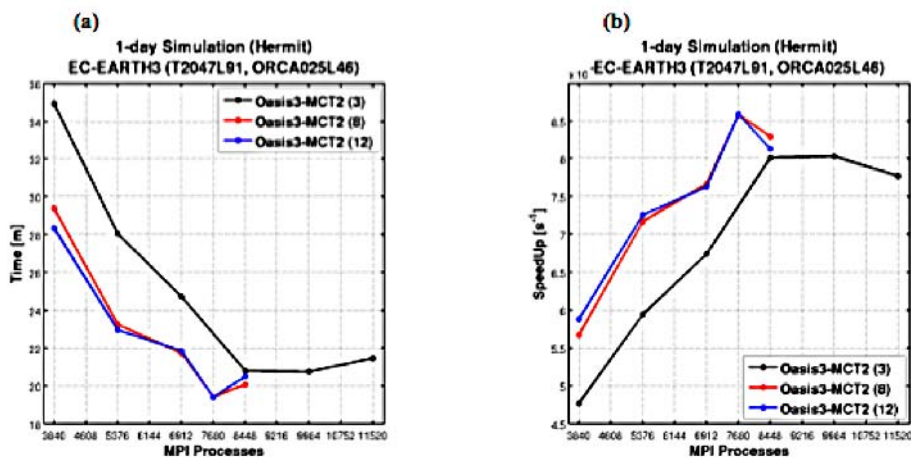 (a)
1-day Simulation (Hermit)
EC-EARTH3 (T2047L91, ORCA025L46)
36
34
32
30
28
26
24
22
20
18
Time [m]
Oasis3-MCT2 (3)
Oasis3-MCT2 (8)
Oasis3-MCT2 (12)
3840 4608 5376 6144 6912 7680 8448 9216 9984 10752 11520
MPI Processes
(b)
1-day Simulation (Hermit)
EC-EARTH3 (T2047L91, ORCA025L46)
x 10
8.5
8
7.5
7
6.5
6
5.5
5
4.5
SpeedUp [s⁻¹]
Oasis3-MCT2 (3)
Oasis3-MCT2 (8)
Oasis3-MCT2 (12)
3840 4608 5376 6144 6912 7680 8448 9216 9984 10752 11520
MPI Processes